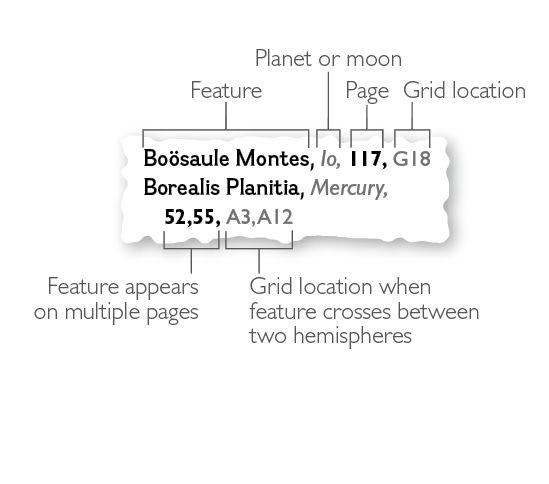 Planet or moon
Feature
Page
Grid location
Boösaule Montes, Io, 117, G18
Borealis Planitia, Mercury,
52,55, A3,A12
Feature appears
on multiple pages
Grid location when
feature crosses between
two hemispheres